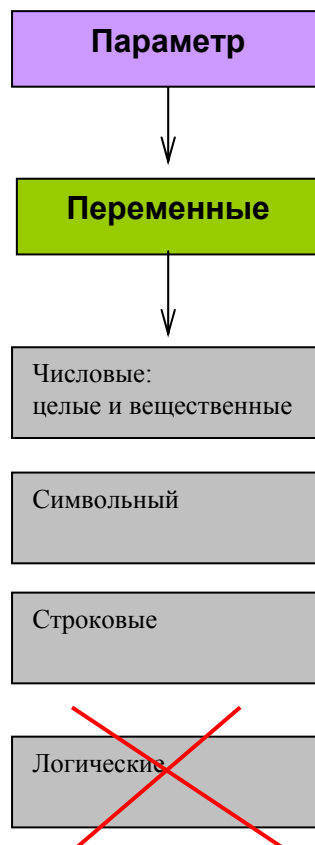 Параметр
Переменные
Числовые:
целые и вещественные
Символьный
Строковые
Логические